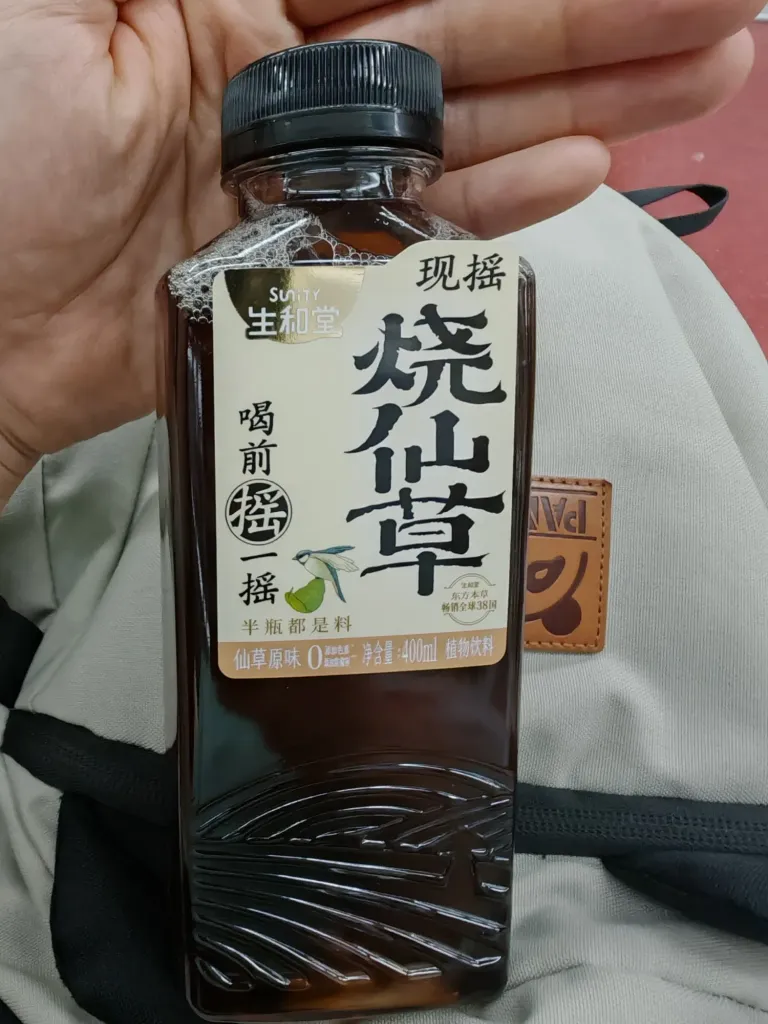 现摇
SUNITY
生和堂
烧仙草
喝前摇一摇
半瓶都是料
生和堂
东方本草
畅销全球38国
仙草原味 0 净含量:400ml 植物饮料
PAN